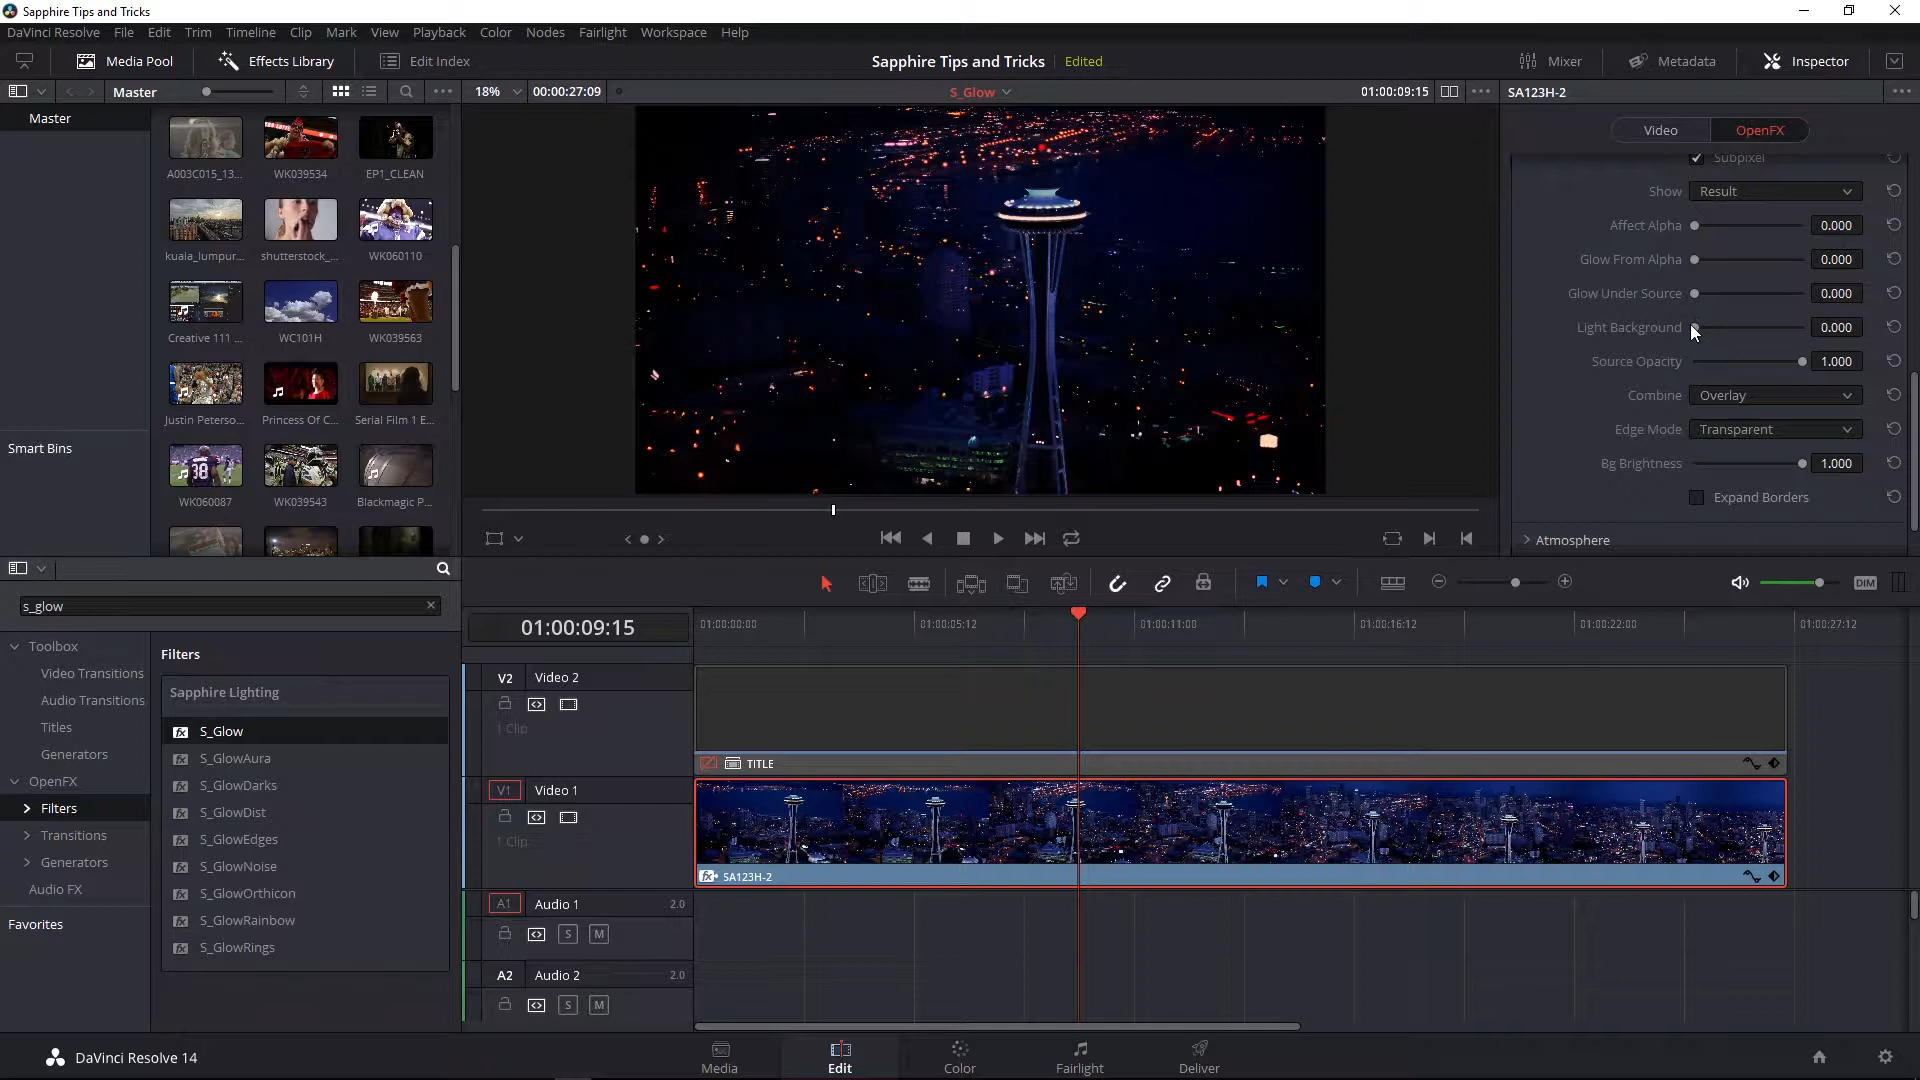 Sapphire Tips and Tricks
DaVinci Resolve File Edit Trim Timeline Clip Mark View Playback Color Nodes Fairlight Workspace Help
Media Pool Effects Library Edit Index Sapphire Tips and Tricks Edited Mixer Metadata Inspector
Master 18% 00:00:27:09 S_Glow 01:00:09:15 SA123H-2
Master
A003C015_13... WK039534 EP1_CLEAN
kuala_lumpur... shutterstock_... WK060110
Creative 111 ... WC101H WK039563
Justin Peterso... Princess Of C... Serial Film 1 E...
WK060087 WK039543 Blackmagic P...
Smart Bins
Video OpenFX
Subpixel
Show Result
Affect Alpha 0.000
Glow From Alpha 0.000
Glow Under Source 0.000
Light Background 0.000
Source Opacity 1.000
Combine Overlay
Edge Mode Transparent
Bg Brightness 1.000
Expand Borders
Atmosphere
s_glow
Toolbox
Video Transitions
Audio Transitions
Titles
Generators
OpenFX
Filters
Transitions
Generators
Audio FX
Favorites
Filters
Sapphire Lighting
fx S_Glow
fx S_GlowAura
fx S_GlowDarks
fx S_GlowDist
fx S_GlowEdges
fx S_GlowNoise
fx S_GlowOrthicon
fx S_GlowRainbow
fx S_GlowRings
DIM
01:00:09:15 01:00:00:00 01:00:05:12 01:00:11:00 01:00:16:12 01:00:22:00 01:00:27:12
V2 Video 2
1 Clip
TITLE
V1 Video 1
1 Clip
fx SA123H-2
A1 Audio 1 2.0
S M
A2 Audio 2 2.0
S M
DaVinci Resolve 14 Media Edit Color Fairlight Deliver